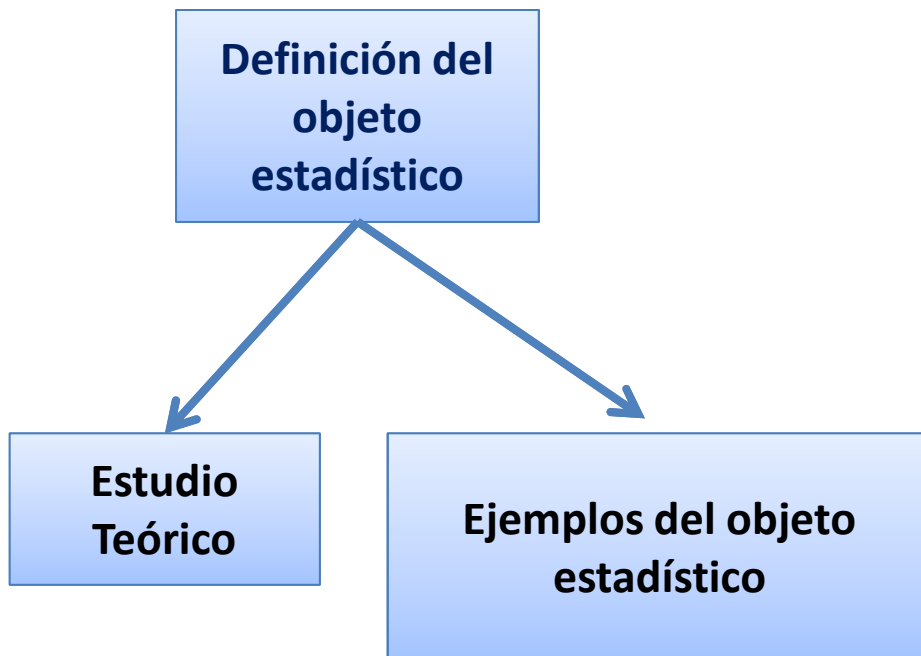 Definición del
objeto
estadístico
Estudio
Teórico
Ejemplos del objeto
estadístico